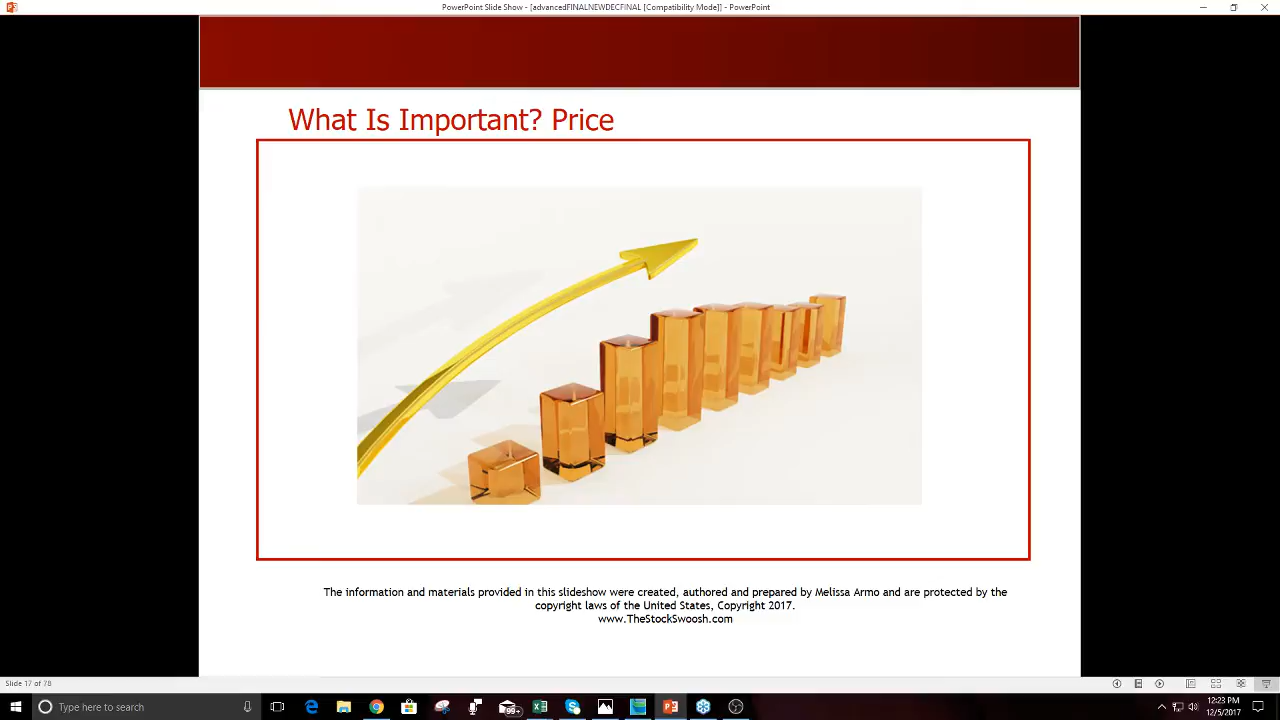 PowerPoint Slide Show - [advancedFINALNEWDECFINAL [Compatibility Mode]] - PowerPoint
What Is Important? Price
The information and materials provided in this slideshow were created, authored and prepared by Melissa Armo and are protected by the
copyright laws of the United States, Copyright 2017.
www.TheStockSwoosh.com
Slide 17 of 78
Type here to search
96
12:23 PM
12/5/2017